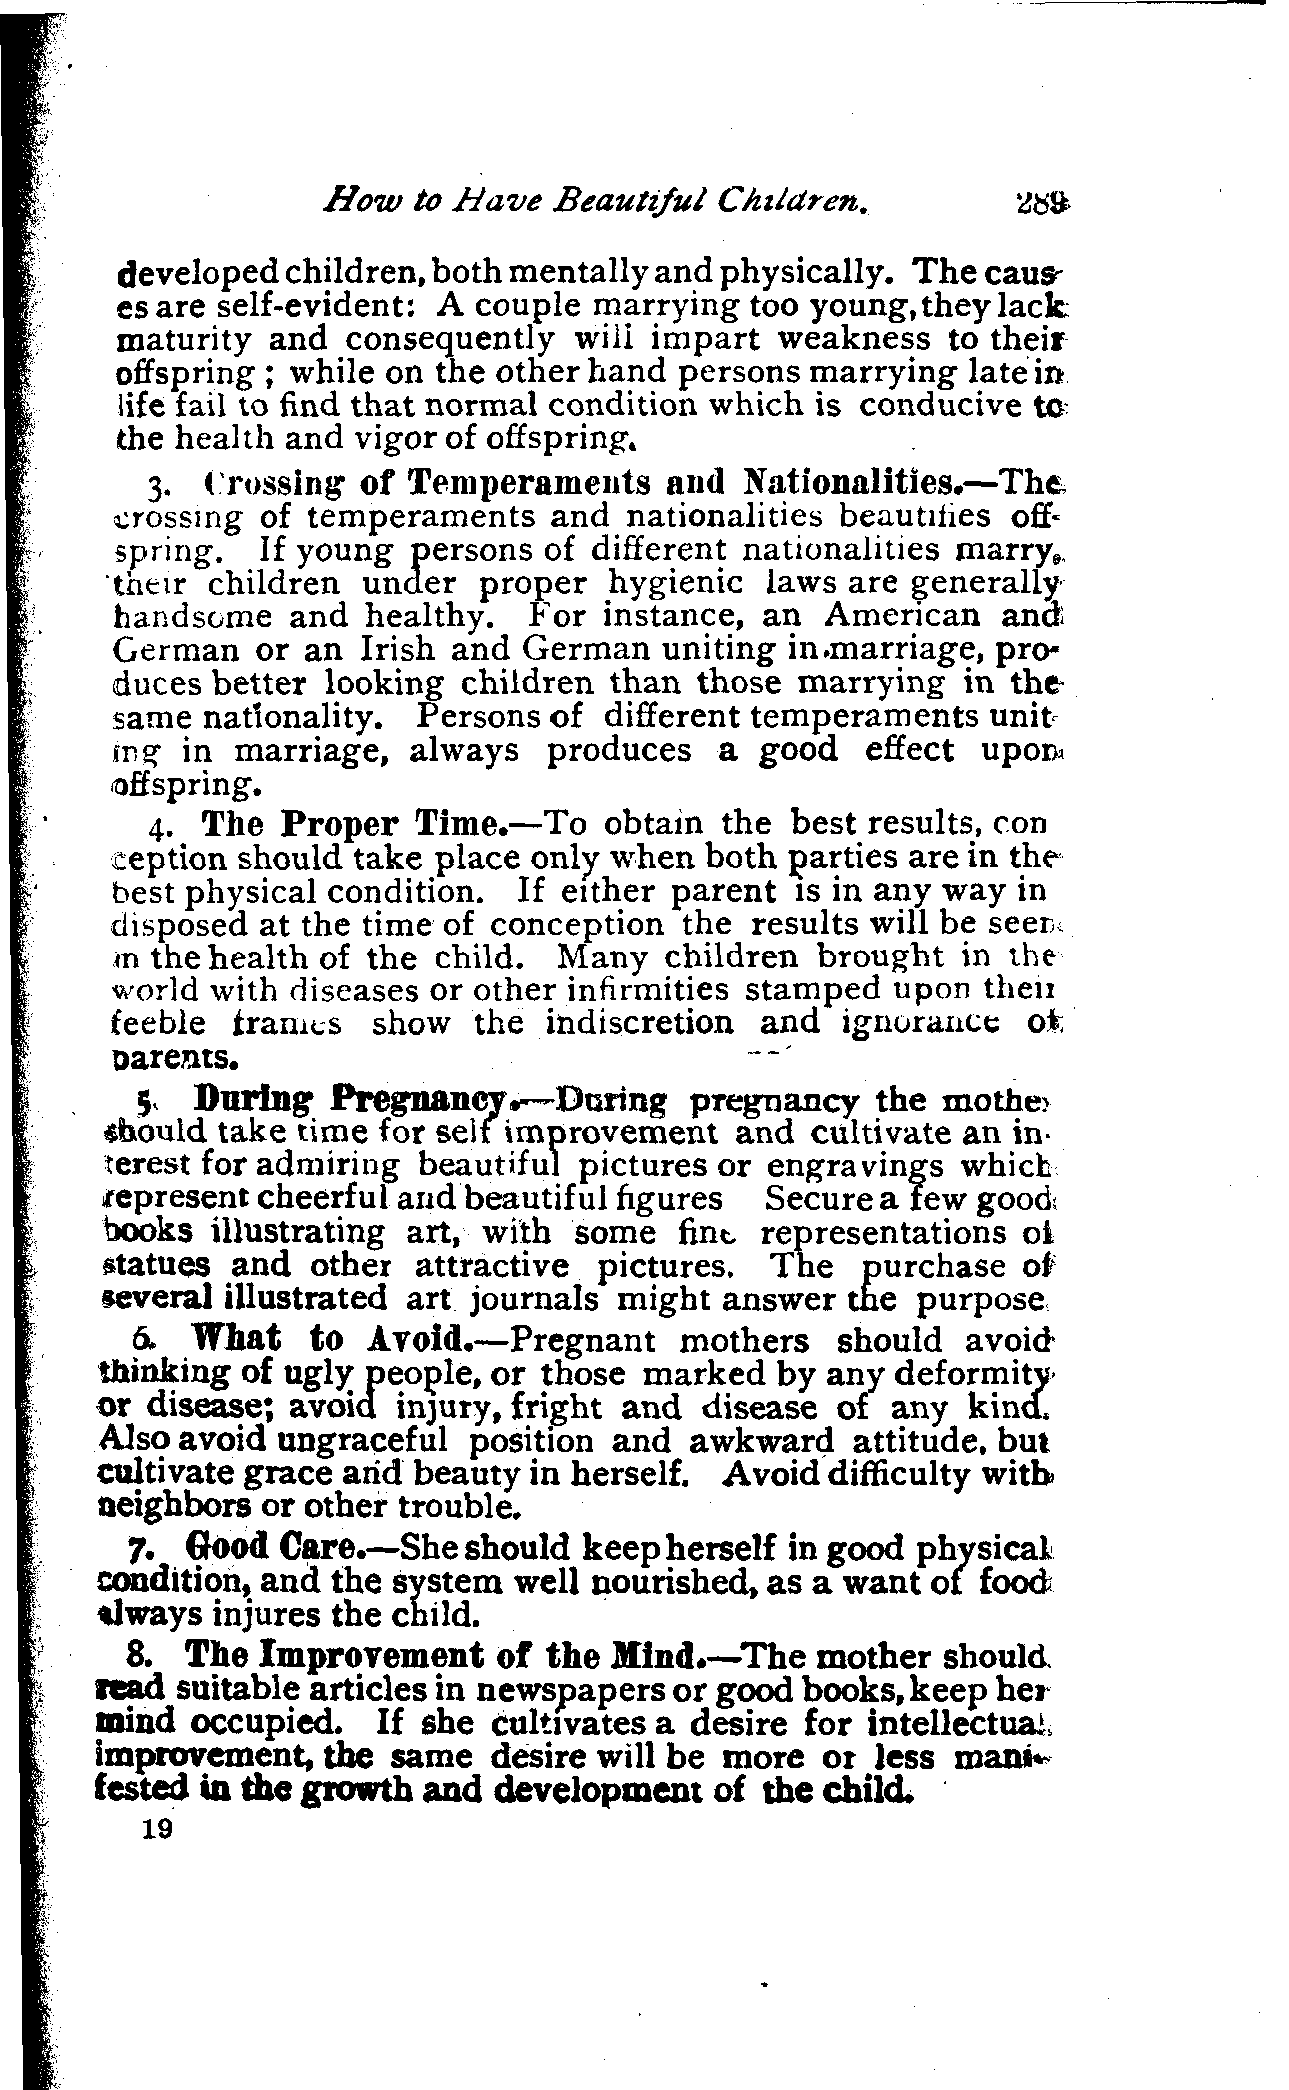 How to Have Beautiful Children. 289
developed children, both mentally and physically. The caus-
es are self-evident: A couple marrying too young, they lack
maturity and consequently will impart weakness to their
offspring; while on the other hand persons marrying late in
life fail to find that normal condition which is conducive to
the health and vigor of offspring.
3. Crossing of Temperaments and Nationalities.—The
crossing of temperaments and nationalities beautifies off-
spring. If young persons of different nationalities marry,
their children under proper hygienic laws are generally
handsome and healthy. For instance, an American and
German or an Irish and German uniting in marriage, pro-
duces better looking children than those marrying in the
same nationality. Persons of different temperaments unit-
ing in marriage, always produces a good effect upon
offspring.
4. The Proper Time.—To obtain the best results, con
ception should take place only when both parties are in the
best physical condition. If either parent is in any way in
disposed at the time of conception the results will be seen
in the health of the child. Many children brought in the
world with diseases or other infirmities stamped upon their
feeble frames show the indiscretion and ignorance of
parents.
5. During Pregnancy.—During pregnancy the mother
should take time for self improvement and cultivate an in-
terest for admiring beautiful pictures or engravings which
represent cheerful and beautiful figures Secure a few good
books illustrating art, with some fine representations of
statues and other attractive pictures. The purchase of
several illustrated art journals might answer the purpose
6. What to Avoid.—Pregnant mothers should avoid
thinking of ugly people, or those marked by any deformity
or disease; avoid injury, fright and disease of any kind.
Also avoid ungraceful position and awkward attitude, but
cultivate grace and beauty in herself. Avoid difficulty with
neighbors or other trouble.
7. Good Care.—She should keep herself in good physical
condition, and the system well nourished, as a want of food
always injures the child.
8. The Improvement of the Mind.—The mother should
read suitable articles in newspapers or good books, keep her
mind occupied. If she cultivates a desire for intellectual
improvement, the same desire will be more or less mani-
fested in the growth and development of the child.
19